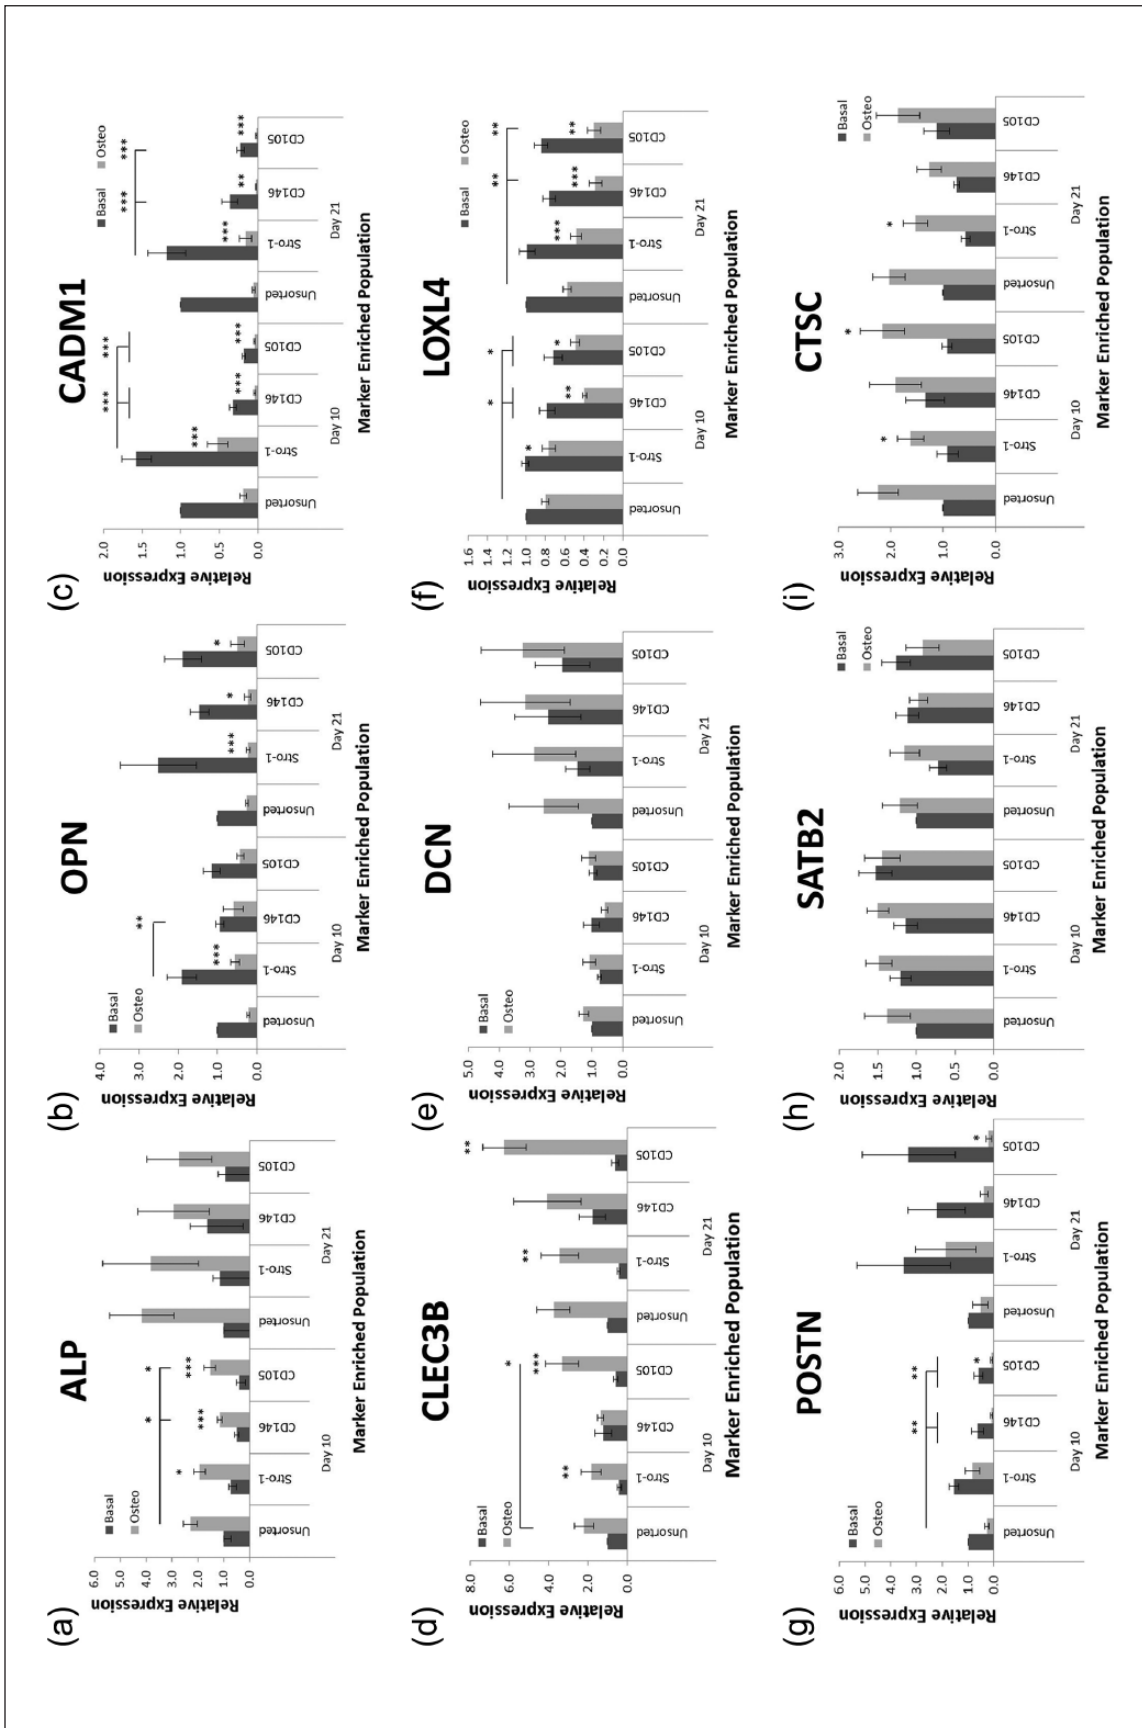 (a)
ALP
Relative Expression
6.0
5.0
4.0
3.0
2.0
1.0
0.0
Basal
Osteo
*
*
*
***
***
Unsorted Stro-1 CD146 CD105 Unsorted Stro-1 CD146 CD105
Day 10 Day 21
Marker Enriched Population
(b)
OPN
Relative Expression
4.0
3.0
2.0
1.0
0.0
Basal
Osteo
**
***
***
*
*
Unsorted Stro-1 CD146 CD105 Unsorted Stro-1 CD146 CD105
Day 10 Day 21
Marker Enriched Population
(c)
CADM1
Relative Expression
2.0
1.5
1.0
0.5
0.0
Basal Osteo
*** *** *** ***
*** *** *** *** ** ***
Unsorted Stro-1 CD146 CD105 Unsorted Stro-1 CD146 CD105
Day 10 Day 21
Marker Enriched Population
(d)
CLEC3B
Relative Expression
8.0
6.0
4.0
2.0
0.0
Basal
Osteo
*
** *** ** **
Unsorted Stro-1 CD146 CD105 Unsorted Stro-1 CD146 CD105
Day 10 Day 21
Marker Enriched Population
(e)
DCN
Relative Expression
5.0
4.0
3.0
2.0
1.0
0.0
Basal
Osteo
Unsorted Stro-1 CD146 CD105 Unsorted Stro-1 CD146 CD105
Day 10 Day 21
Marker Enriched Population
(f)
LOXL4
Relative Expression
1.6
1.4
1.2
1.0
0.8
0.6
0.4
0.2
0.0
Basal Osteo
* * ** **
* ** * *** *** **
Unsorted Stro-1 CD146 CD105 Unsorted Stro-1 CD146 CD105
Day 10 Day 21
Marker Enriched Population
(g)
POSTN
Relative Expression
6.0
5.0
4.0
3.0
2.0
1.0
0.0
Basal
Osteo
** **
* *
Unsorted Stro-1 CD146 CD105 Unsorted Stro-1 CD146 CD105
Day 10 Day 21
Marker Enriched Population
(h)
SATB2
Relative Expression
2.0
1.5
1.0
0.5
0.0
Basal
Osteo
Unsorted Stro-1 CD146 CD105 Unsorted Stro-1 CD146 CD105
Day 10 Day 21
Marker Enriched Population
(i)
CTSC
Relative Expression
3.0
2.0
1.0
0.0
Basal
Osteo
* * *
Unsorted Stro-1 CD146 CD105 Unsorted Stro-1 CD146 CD105
Day 10 Day 21
Marker Enriched Population